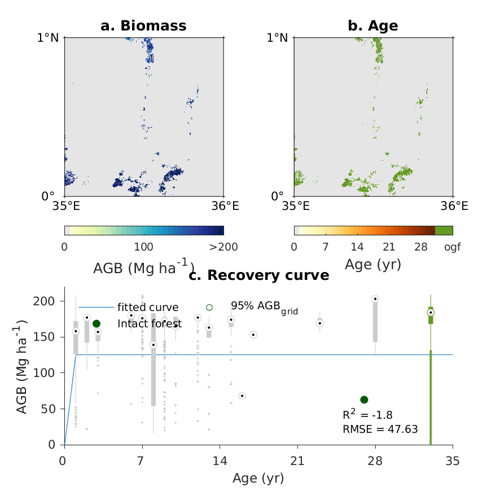 a. Biomass
b. Age
1°N
0°
35°E
36°E
1°N
0°
35°E
36°E
0
100
>200
AGB (Mg ha-1)
0
7
14
21
28
ogf
Age (yr)
c. Recovery curve
200
150
100
50
0
AGB (Mg ha-1)
fitted curve
95% AGBgrid
Intact forest
R2 = -1.8
RMSE = 47.63
0
7
14
21
28
35
Age (yr)